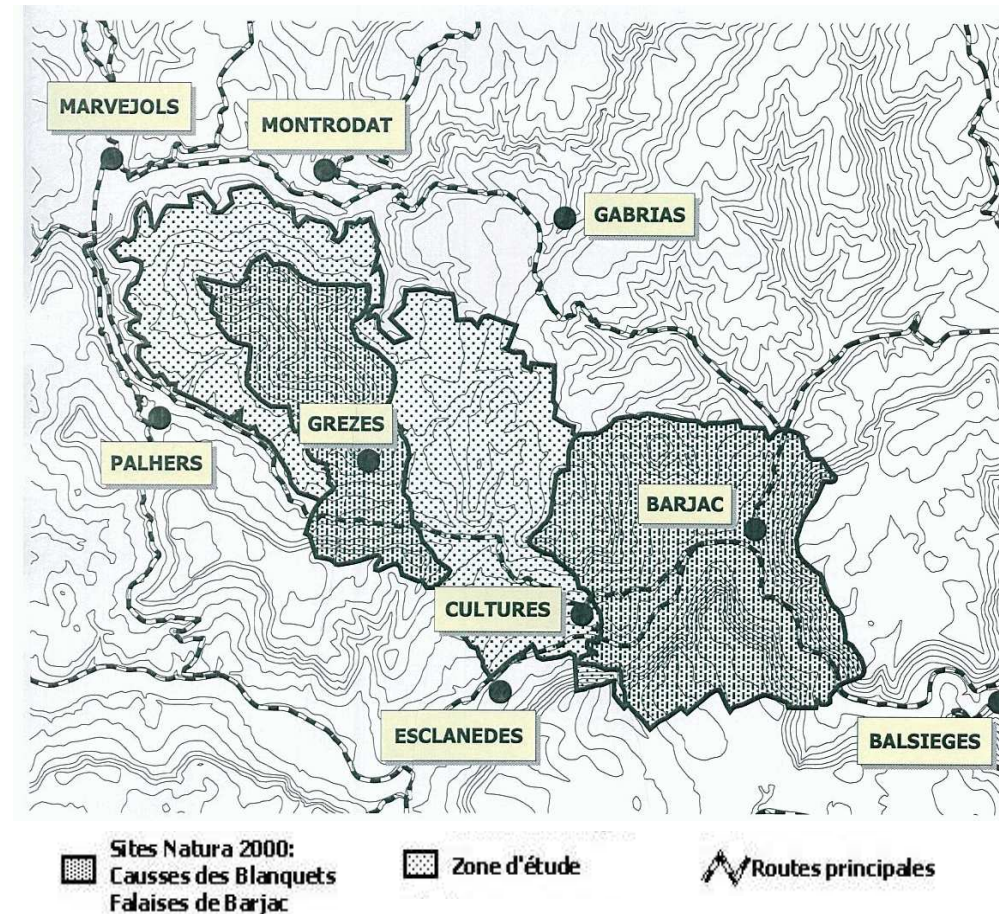 MARVEJOLS
MONTRODAT
GABRIAS
GREZES
PALHERS
BARJAC
CULTURES
ESCLANEDES
BALSIEGES
Sites Natura 2000:
Causses des Blanquets
Falaises de Barjac
Zone d'étude
Routes principales